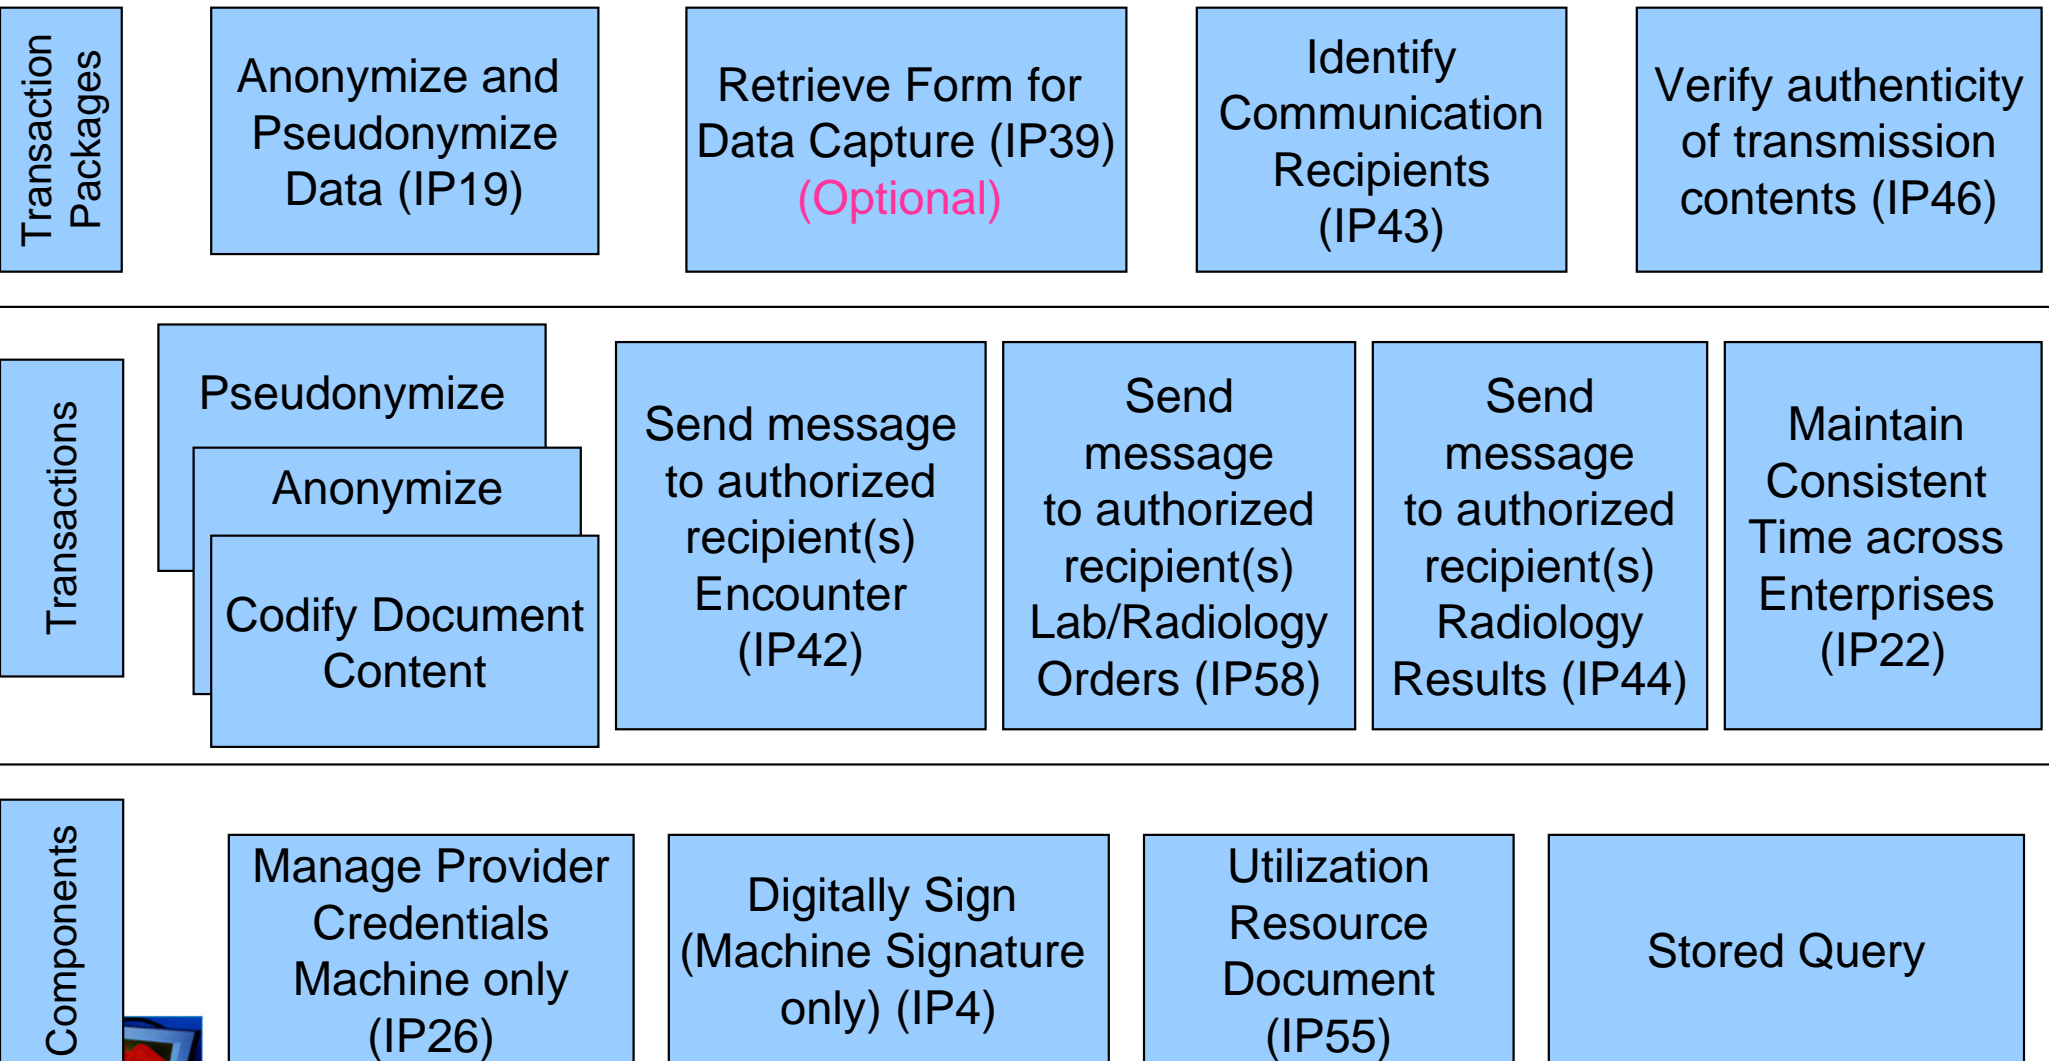 Transaction
Packages
Anonymize and
Pseudonymize
Data (IP19)
Retrieve Form for
Data Capture (IP39)
(Optional)
Identify
Communication
Recipients
(IP43)
Verify authenticity
of transmission
contents (IP46)
Transactions
Pseudonymize
Anonymize
Codify Document
Content
Send message
to authorized
recipient(s)
Encounter
(IP42)
Send
message
to authorized
recipient(s)
Lab/Radiology
Orders (IP58)
Send
message
to authorized
recipient(s)
Radiology
Results (IP44)
Maintain
Consistent
Time across
Enterprises
(IP22)
Components
Manage Provider
Credentials
Machine only
(IP26)
Digitally Sign
(Machine Signature
only) (IP4)
Utilization
Resource
Document
(IP55)
Stored Query